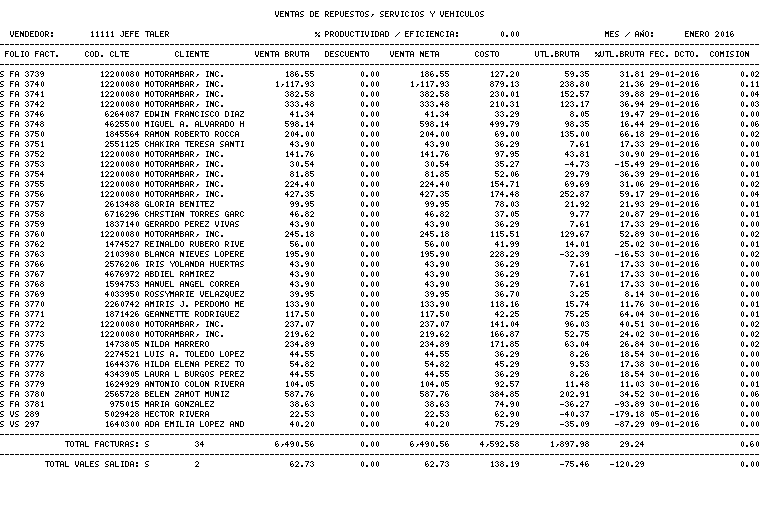 VENTAS DE REPUESTOS, SERVICIOS Y VEHICULOS
VENDEDOR: 11111 JEFE TALER % PRODUCTIVIDAD / EFICIENCIA: 0.00 MES / AÑO: ENERO 2016
FOLIO FACT. COD. CLTE CLIENTE VENTA BRUTA DESCUENTO VENTA NETA COSTO UTL.BRUTA %UTL.BRUTA FEC. DCTO. COMISION
S FA 3739 12200080 MOTORAMBAR, INC. 186.55 0.00 186.55 127.20 59.35 31.81 29-01-2016 0.02
S FA 3740 12200080 MOTORAMBAR, INC. 1,117.93 0.00 1,117.93 879.13 238.80 21.36 29-01-2016 0.11
S FA 3741 12200080 MOTORAMBAR, INC. 382.58 0.00 382.58 230.01 152.57 39.88 29-01-2016 0.04
S FA 3742 12200080 MOTORAMBAR, INC. 333.48 0.00 333.48 210.31 123.17 36.94 29-01-2016 0.03
S FA 3746 6264087 EDWIN FRANCISCO DIAZ 41.34 0.00 41.34 33.29 8.05 19.47 29-01-2016 0.00
S FA 3748 4625500 MIGUEL A. ALVARADO H 598.14 0.00 598.14 499.79 98.35 16.44 29-01-2016 0.06
S FA 3750 1845564 RAMON ROBERTO ROCCA 204.00 0.00 204.00 69.00 135.00 66.18 29-01-2016 0.02
S FA 3751 2551125 CHAKIRA TERESA SANTI 43.90 0.00 43.90 36.29 7.61 17.33 29-01-2016 0.00
S FA 3752 12200080 MOTORAMBAR, INC. 141.76 0.00 141.76 97.95 43.81 30.90 29-01-2016 0.01
S FA 3753 12200080 MOTORAMBAR, INC. 30.54 0.00 30.54 35.27 -4.73 -15.49 29-01-2016 0.00
S FA 3754 12200080 MOTORAMBAR, INC. 81.85 0.00 81.85 52.06 29.79 36.39 29-01-2016 0.01
S FA 3755 12200080 MOTORAMBAR, INC. 224.40 0.00 224.40 154.71 69.69 31.06 29-01-2016 0.02
S FA 3756 12200080 MOTORAMBAR, INC. 427.35 0.00 427.35 174.48 252.87 59.17 29-01-2016 0.04
S FA 3757 2613488 GLORIA BENITEZ 99.95 0.00 99.95 78.03 21.92 21.93 29-01-2016 0.01
S FA 3758 6716296 CHRSTIAN TORRES GARC 46.82 0.00 46.82 37.05 9.77 20.87 29-01-2016 0.00
S FA 3759 1837140 GERARDO PEREZ VIVAS 43.90 0.00 43.90 36.29 7.61 17.33 29-01-2016 0.00
S FA 3760 12200080 MOTORAMBAR, INC. 245.18 0.00 245.18 115.51 129.67 52.89 30-01-2016 0.02
S FA 3762 1474527 REINALDO RUBERO RIVE 56.00 0.00 56.00 41.99 14.01 25.02 30-01-2016 0.01
S FA 3763 2103980 BLANCA NIEVES LOPERE 195.90 0.00 195.90 228.29 -32.39 -16.53 30-01-2016 0.02
S FA 3766 2576206 IRIS YOLANDA HUERTAS 43.90 0.00 43.90 36.29 7.61 17.33 30-01-2016 0.00
S FA 3767 4676972 ABDIEL RAMIREZ 43.90 0.00 43.90 36.29 7.61 17.33 30-01-2016 0.00
S FA 3768 1594753 MANUEL ANGEL CORREA 43.90 0.00 43.90 36.29 7.61 17.33 30-01-2016 0.00
S FA 3769 4033950 ROSSYMARIE VELAZQUEZ 39.95 0.00 39.95 36.70 3.25 8.14 30-01-2016 0.00
S FA 3770 2260742 AMIRIS J. PERDOMO ME 133.90 0.00 133.90 118.16 15.74 11.76 30-01-2016 0.01
S FA 3771 1871426 GEANNETTE RODRIGUEZ 117.50 0.00 117.50 42.25 75.25 64.04 30-01-2016 0.01
S FA 3772 12200080 MOTORAMBAR, INC. 237.07 0.00 237.07 141.04 96.03 40.51 30-01-2016 0.02
S FA 3773 12200080 MOTORAMBAR, INC. 219.62 0.00 219.62 166.87 52.75 24.02 30-01-2016 0.02
S FA 3775 1473805 NILDA MARRERO 234.89 0.00 234.89 171.85 63.04 26.84 30-01-2016 0.02
S FA 3776 2274521 LUIS A. TOLEDO LOPEZ 44.55 0.00 44.55 36.29 8.26 18.54 30-01-2016 0.00
S FA 3777 1644376 HILDA ELENA PEREZ TO 54.82 0.00 54.82 45.29 9.53 17.38 30-01-2016 0.01
S FA 3778 4343905 LAURA L BURGOS PEREZ 44.55 0.00 44.55 36.29 8.26 18.54 30-01-2016 0.00
S FA 3779 1624929 ANTONIO COLON RIVERA 104.05 0.00 104.05 92.57 11.48 11.03 30-01-2016 0.01
S FA 3780 2565728 BELEN ZAMOT MUNIZ 587.76 0.00 587.76 384.85 202.91 34.52 30-01-2016 0.06
S FA 3781 975015 MARIA GONZALEZ 38.63 0.00 38.63 74.90 -36.27 -93.89 30-01-2016 0.00
S VS 289 5029428 HECTOR RIVERA 22.53 0.00 22.53 62.90 -40.37 -179.18 05-01-2016 0.00
S VS 297 1640300 ADA EMILIA LOPEZ AND 40.20 0.00 40.20 75.29 -35.09 -87.29 09-01-2016 0.00
TOTAL FACTURAS: S 34 6,490.56 0.00 6,490.56 4,592.58 1,897.98 29.24 0.60
TOTAL VALES SALIDA: S 2 62.73 0.00 62.73 138.19 -75.46 -120.29 0.00